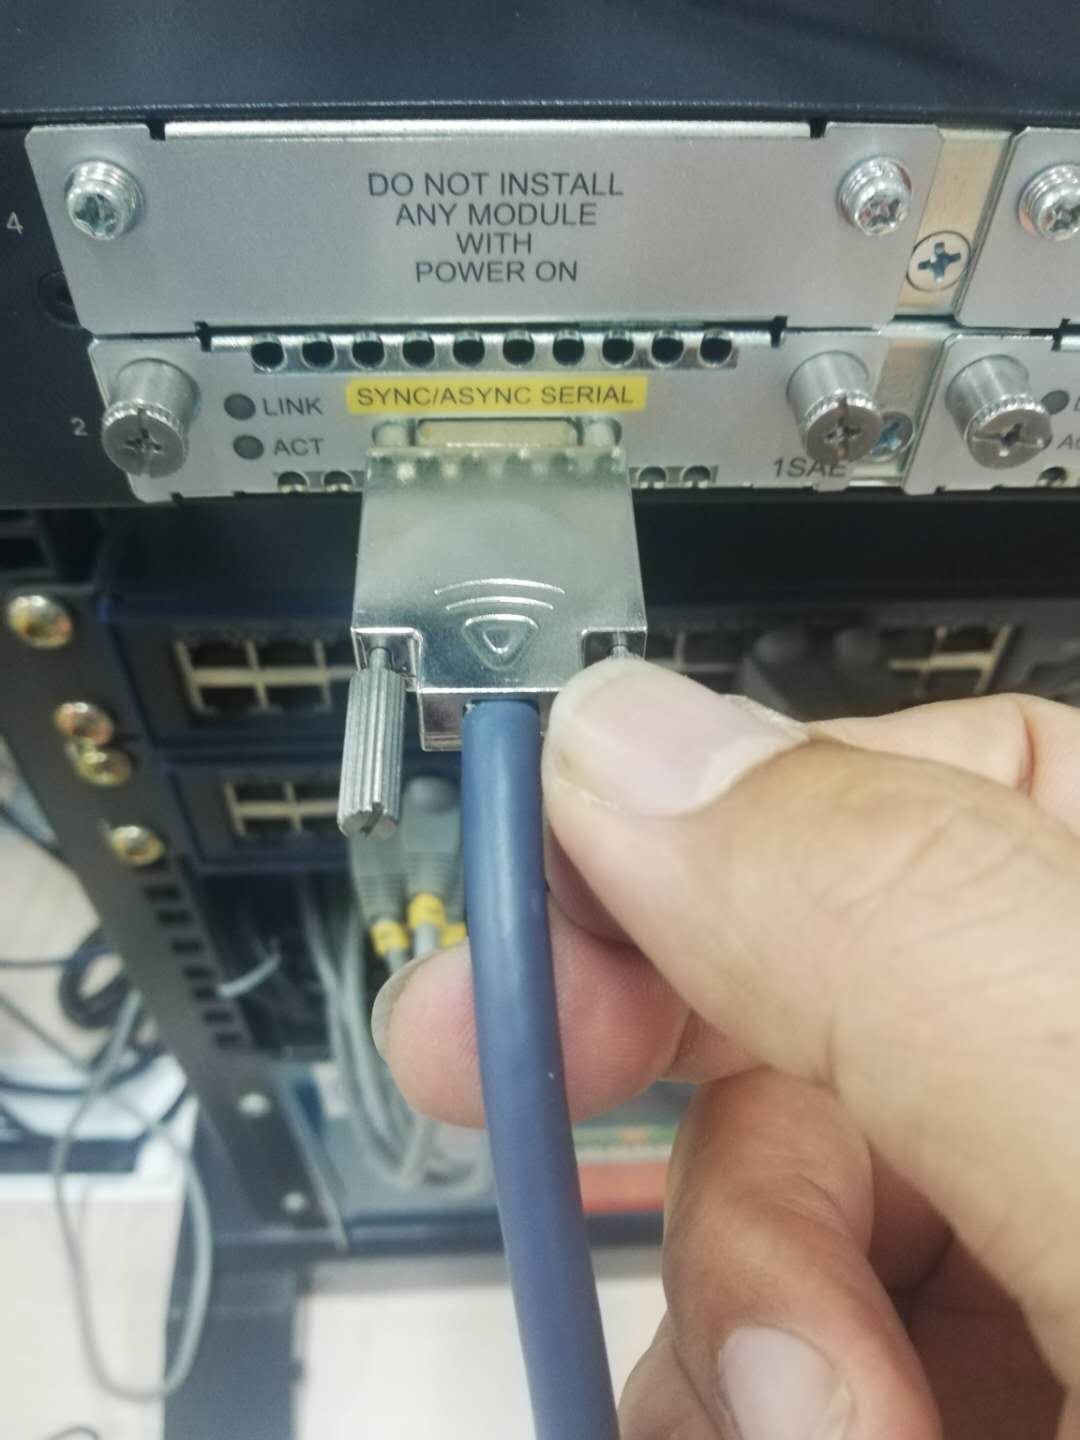 4
DO NOT INSTALL
ANY MODULE
WITH
POWER ON
2
LINK
SYNC/ASYNC SERIAL
ACT
1SAE